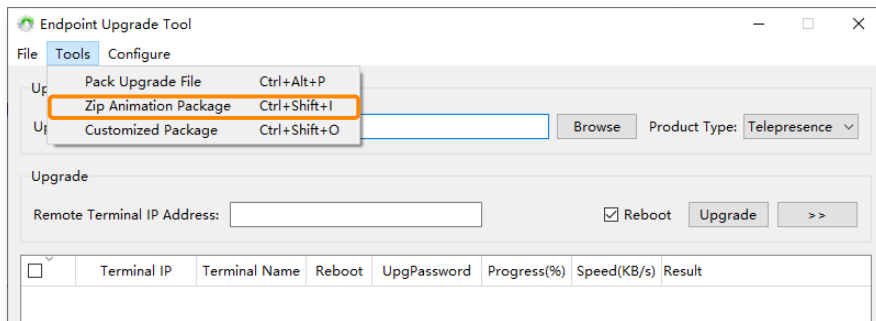 Endpoint Upgrade Tool
File Tools Configure
Pack Upgrade File Ctrl+Alt+P
Zip Animation Package Ctrl+Shift+I
Customized Package Ctrl+Shift+O
Browse Product Type: Telepresence
Upgrade
Remote Terminal IP Address: Reboot Upgrade >>
Terminal IP Terminal Name Reboot UpgPassword Progress(%) Speed(KB/s) Result